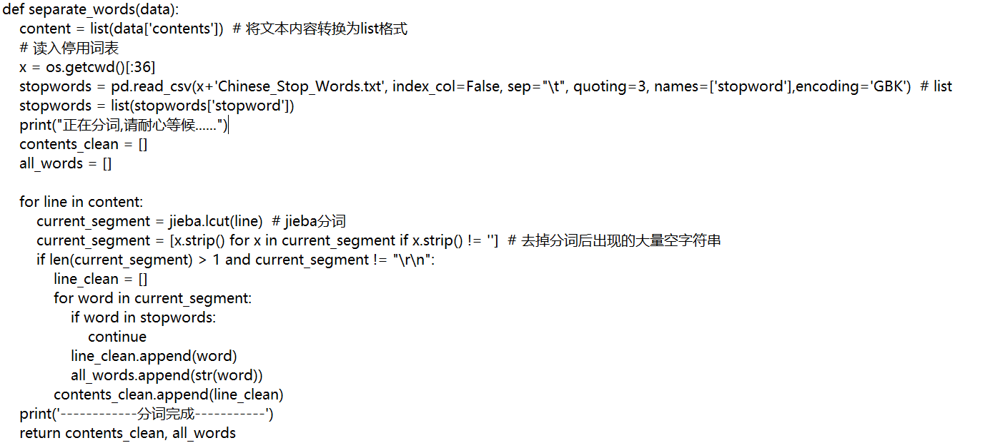 def separate_words(data):
    content = list(data['contents'])  # 将文本内容转换为list格式
    # 读入停用词表
    x = os.getcwd()[:36]
    stopwords = pd.read_csv(x+'Chinese_Stop_Words.txt', index_col=False, sep="\t", quoting=3, names=['stopword'],encoding='GBK')  # list
    stopwords = list(stopwords['stopword'])
    print("正在分词,请耐心等候......")
    contents_clean = []
    all_words = []

    for line in content:
        current_segment = jieba.lcut(line)  # jieba分词
        current_segment = [x.strip() for x in current_segment if x.strip() != '']  # 去掉分词后出现的大量空字符串
        if len(current_segment) > 1 and current_segment != "\r\n":
            line_clean = []
            for word in current_segment:
                if word in stopwords:
                    continue
                line_clean.append(word)
                all_words.append(str(word))
            contents_clean.append(line_clean)
    print('------------分词完成-----------')
    return contents_clean, all_words